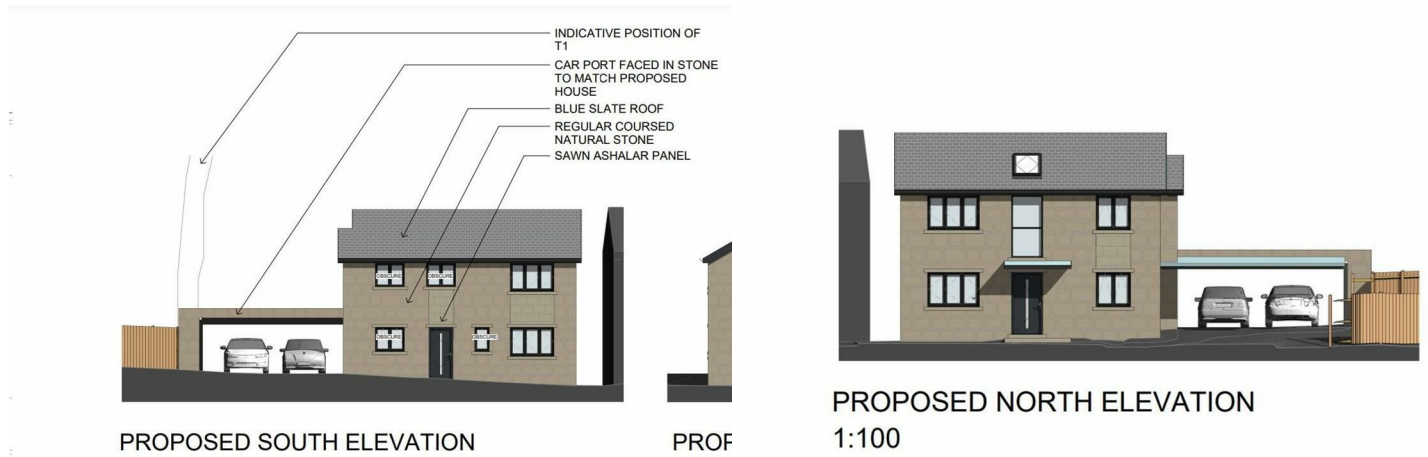 INDICATIVE POSITION OF
T1
CAR PORT FACED IN STONE
TO MATCH PROPOSED
HOUSE
BLUE SLATE ROOF
REGULAR COURSED
NATURAL STONE
SAWN ASHALAR PANEL
OBSCURE
OBSCURE
OBSCURE
OBSCURE
PROPOSED SOUTH ELEVATION
PROP
PROPOSED NORTH ELEVATION
1:100